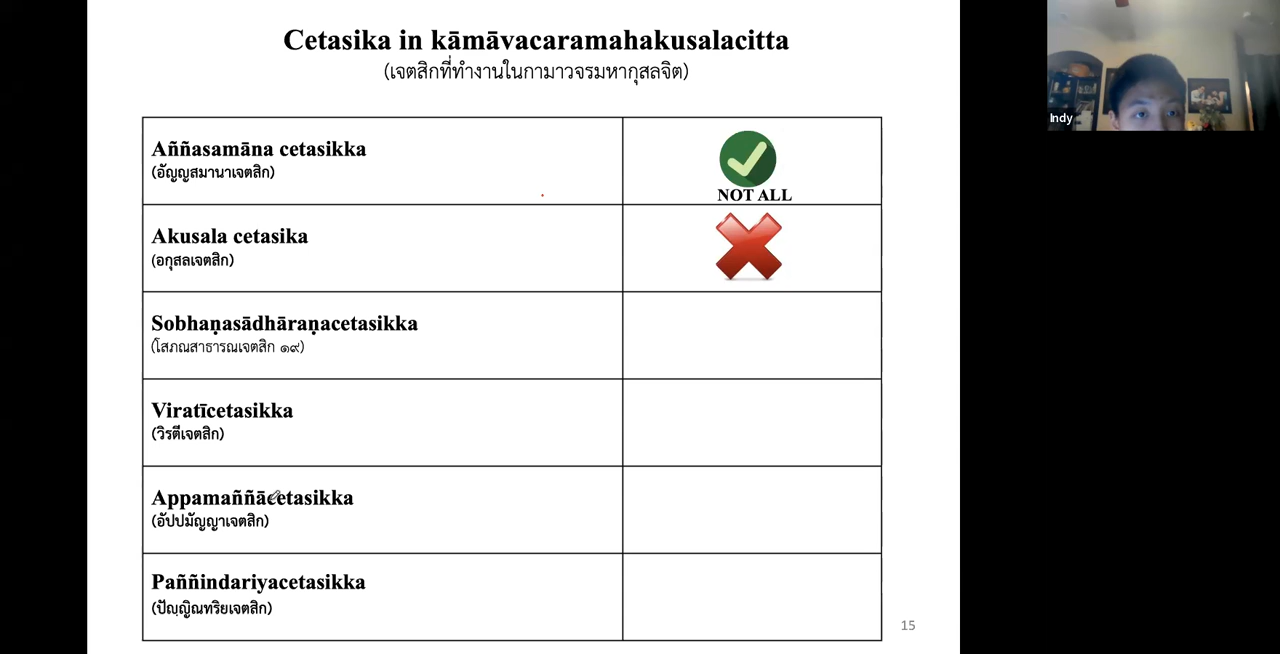 Cetasika in kāmāvacaramahakusalacitta
(เจตสิกที่ทำงานในกามาวจรมหากุสลจิต)
Aññasamāna cetasikka
(อัญญสมานาเจตสิก)
NOT ALL
Akusala cetasika
(อกุสลเจตสิก)
Sobhaṇasādhāraṇacetasikka
(โสภณสาธารณเจตสิก ๑๙)
Viratīcetasikka
(วิรตีเจตสิก)
Appamaññācetasikka
(อัปปมัญญาเจตสิก)
Paññindariyacetasikka
(ปัญฺญิณทริยเจตสิก)
15
Indy